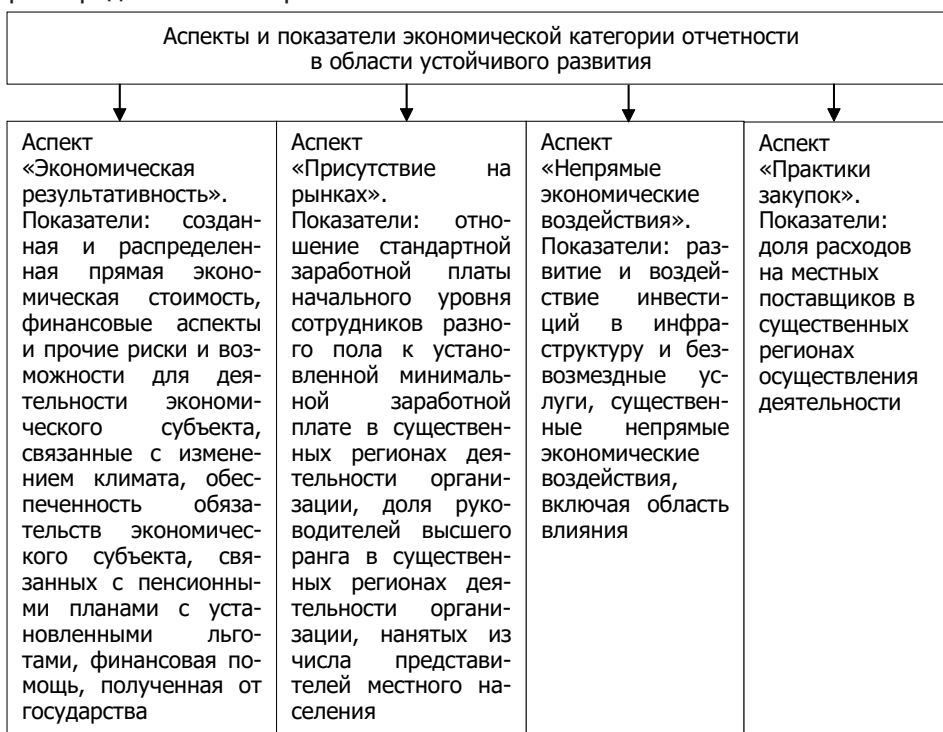 Аспекты и показатели экономической категории отчетности
в области устойчивого развития
Аспект
«Экономическая
результативность».
Показатели: создан-
ная и распределен-
ная прямая эконо-
мическая стоимость,
финансовые аспекты
и прочие риски и воз-
можности для дея-
тельности экономи-
ческого субъекта,
связанные с измене-
нием климата, обес-
печенность обяза-
тельств экономичес-
кого субъекта, свя-
занных с пенсионны-
ми планами с уста-
новленными льго-
тами, финансовая по-
мощь, полученная от
государства
Аспект
«Присутствие на
рынках».
Показатели: отно-
шение стандартной
заработной платы
начального уровня
сотрудников разно-
го пола к устано-
вленной минималь-
ной заработной
плате в существен-
ных регионах дея-
тельности органи-
зации, доля руко-
водителей высшего
ранга в существен-
ных регионах дея-
тельности органи-
зации, нанятых из
числа представи-
телей местного на-
селения
Аспект
«Непрямые
экономические
воздействия».
Показатели: раз-
витие и воздей-
ствие инвести-
ций в инфра-
структуру и без-
возмездные ус-
луги, существен-
ные непрямые
экономические
воздействия,
включая область
влияния
Аспект
«Практики
закупок».
Показатели:
доля расходов
на местных
поставщиков в
существенных
регионах
осуществления
деятельности